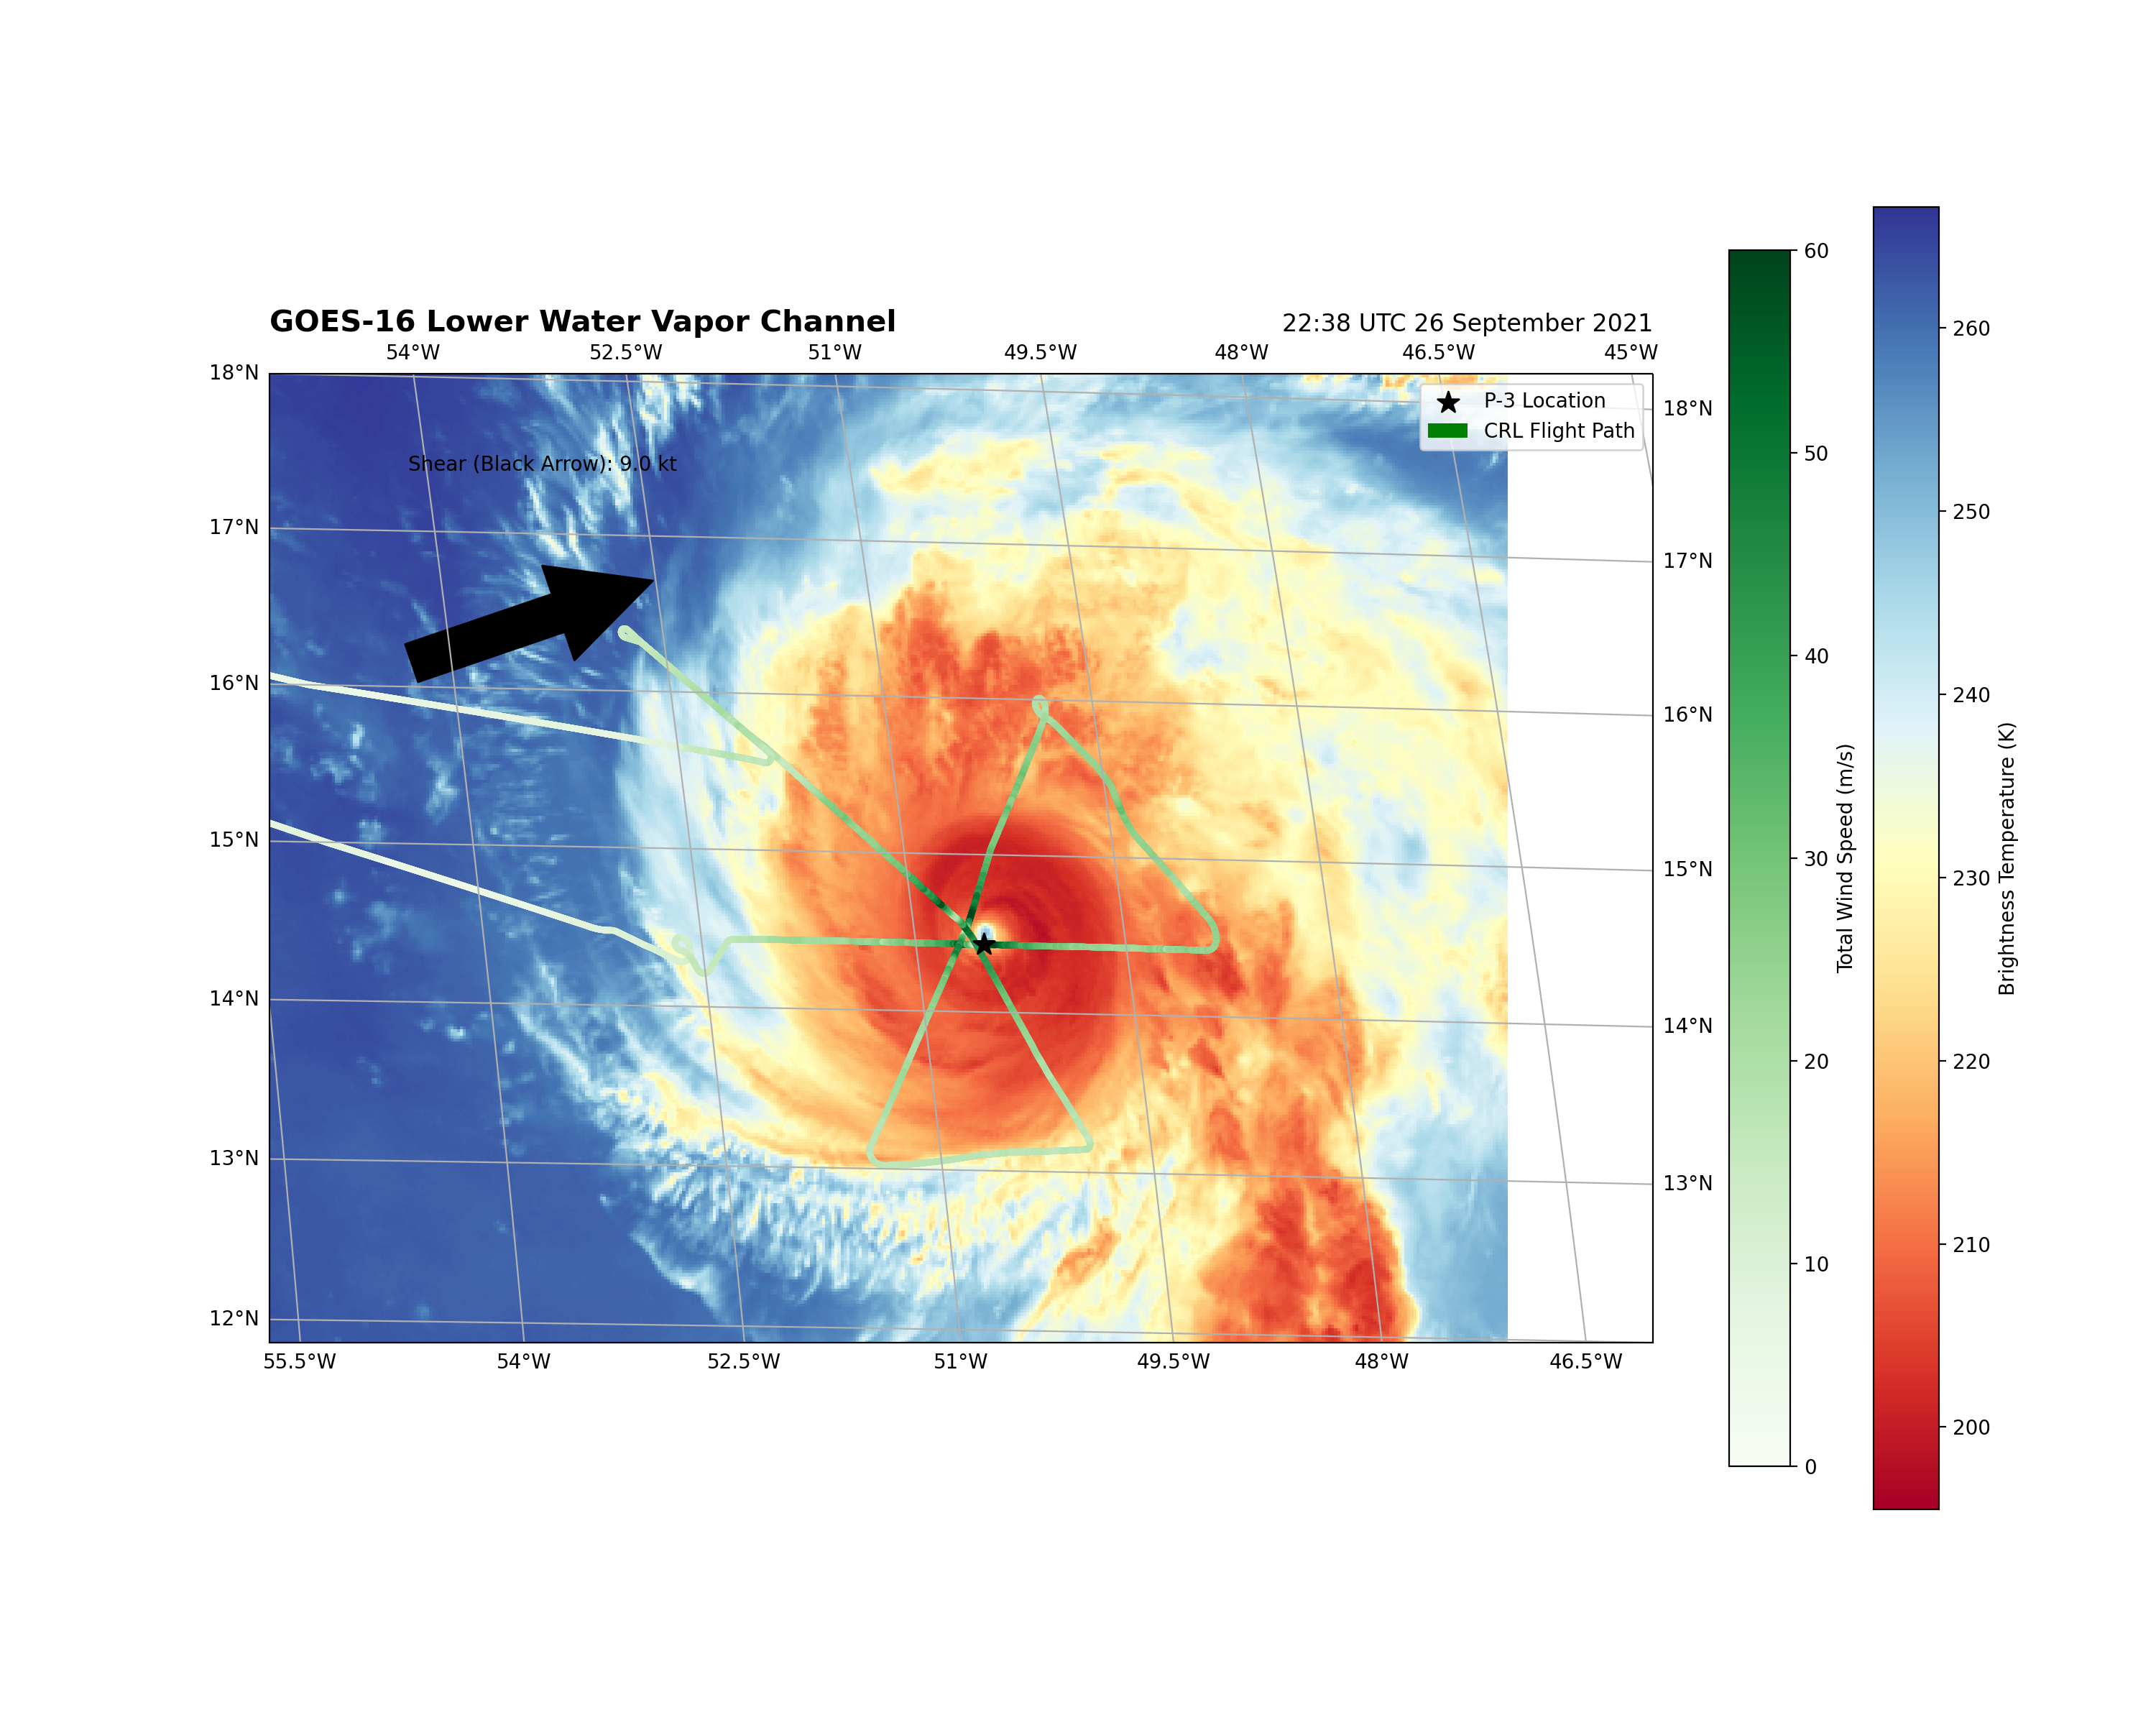 GOES-16 Lower Water Vapor Channel
22:38 UTC 26 September 2021
54°W 52.5°W 51°W 49.5°W 48°W 46.5°W 45°W
18°N
17°N
16°N
15°N
14°N
13°N
12°N
Shear (Black Arrow): 9.0 kt
P-3 Location
CRL Flight Path
18°N
17°N
16°N
15°N
14°N
13°N
55.5°W 54°W 52.5°W 51°W 49.5°W 48°W 46.5°W
60
50
40
30
20
10
0
Total Wind Speed (m/s)
260
250
240
230
220
210
200
Brightness Temperature (K)